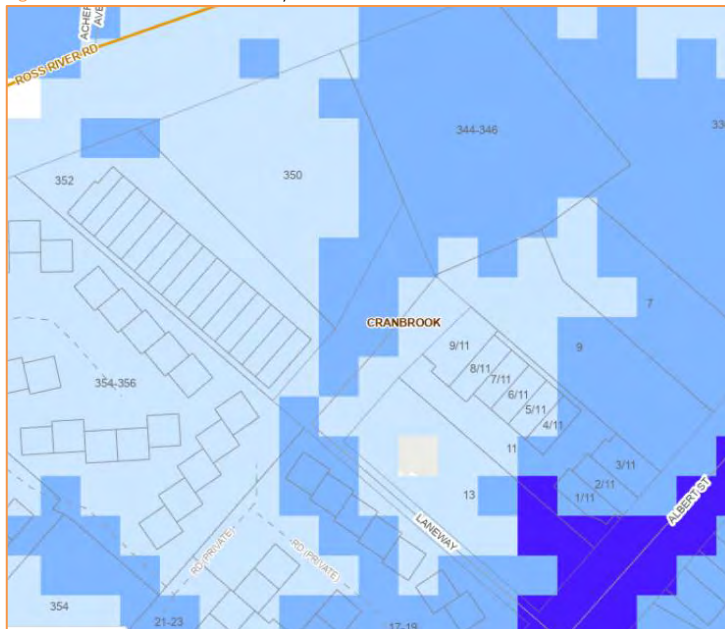 ACHER
AVE
ROSS RIVER RD
344-346
33
350
352
7
CRANBROOK
9/11
9
8/11
7/11
6/11
5/11
354-356
4/11
11
3/11
13
2/11
1/11
ALBERT ST
LANEWAY
RD (PRIVATE)
RD (PRIVATE)
354
21-23
17-19